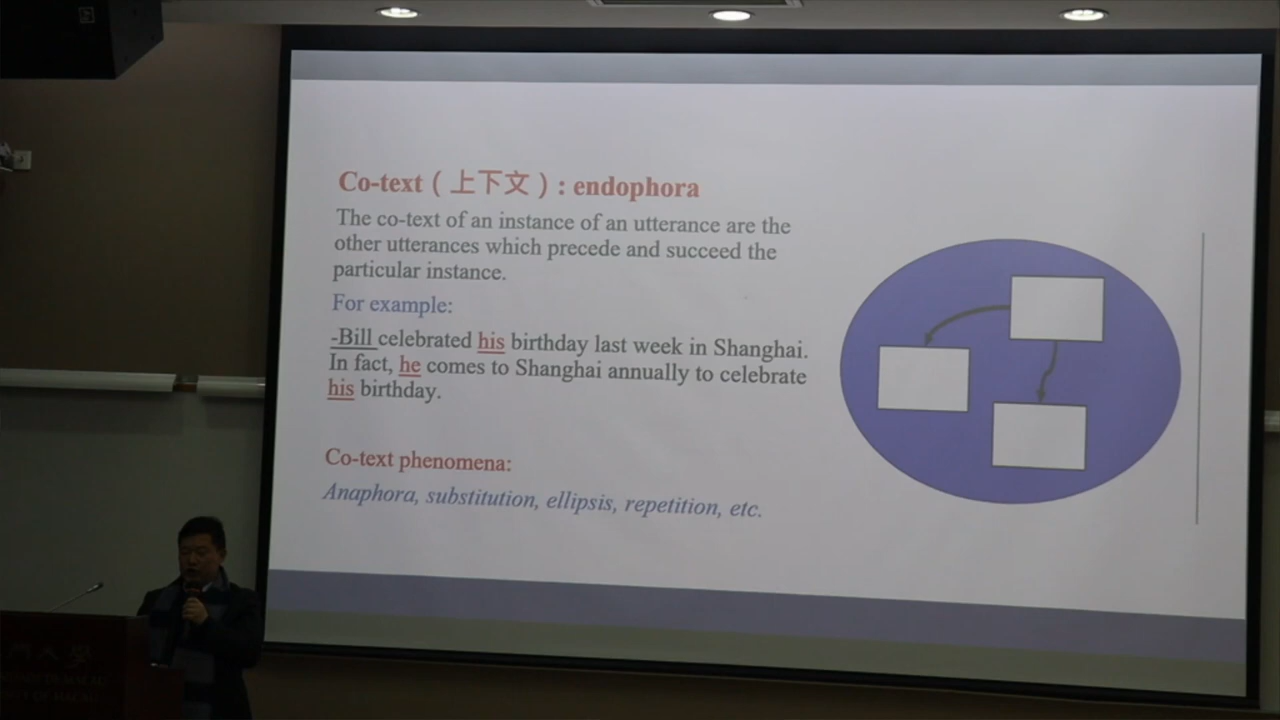 Co-text（上下文）: endophora
The co-text of an instance of an utterance are the
other utterances which precede and succeed the
particular instance.
For example:
-Bill celebrated his birthday last week in Shanghai.
In fact, he comes to Shanghai annually to celebrate
his birthday.
Co-text phenomena:
Anaphora, substitution, ellipsis, repetition, etc.